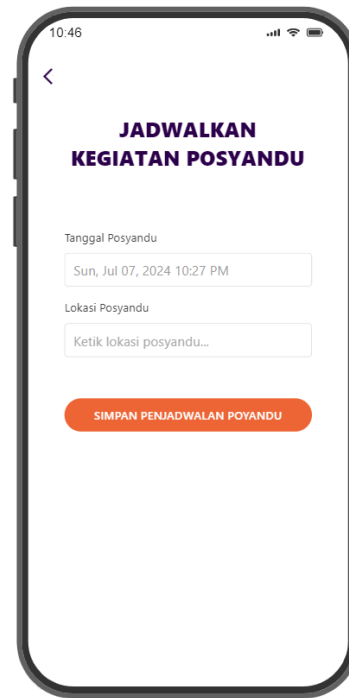 10:46
JADWALKAN
KEGIATAN POSYANDU
Tanggal Posyandu
Sun, Jul 07, 2024 10:27 PM
Lokasi Posyandu
Ketik lokasi posyandu...
SIMPAN PENJADWALAN POYANDU